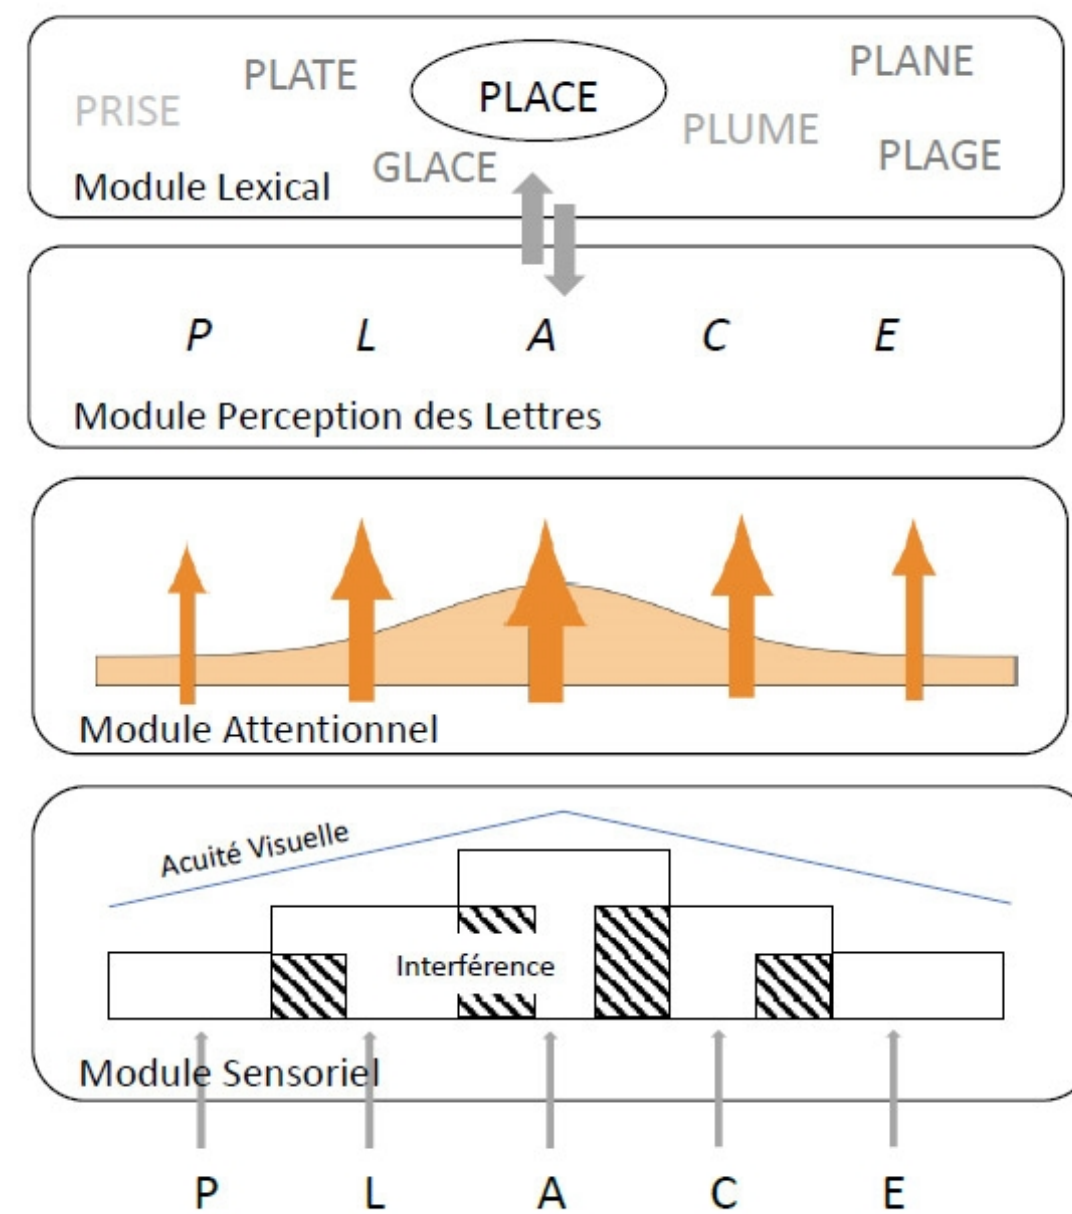 PLATE
PLACE
PLANE
PRISE
PLUME
GLACE
PLAGE
Module Lexical
P L A C E
Module Perception des Lettres
Module Attentionnel
Acuité Visuelle
Interférence
Module Sensoriel
P L A C E